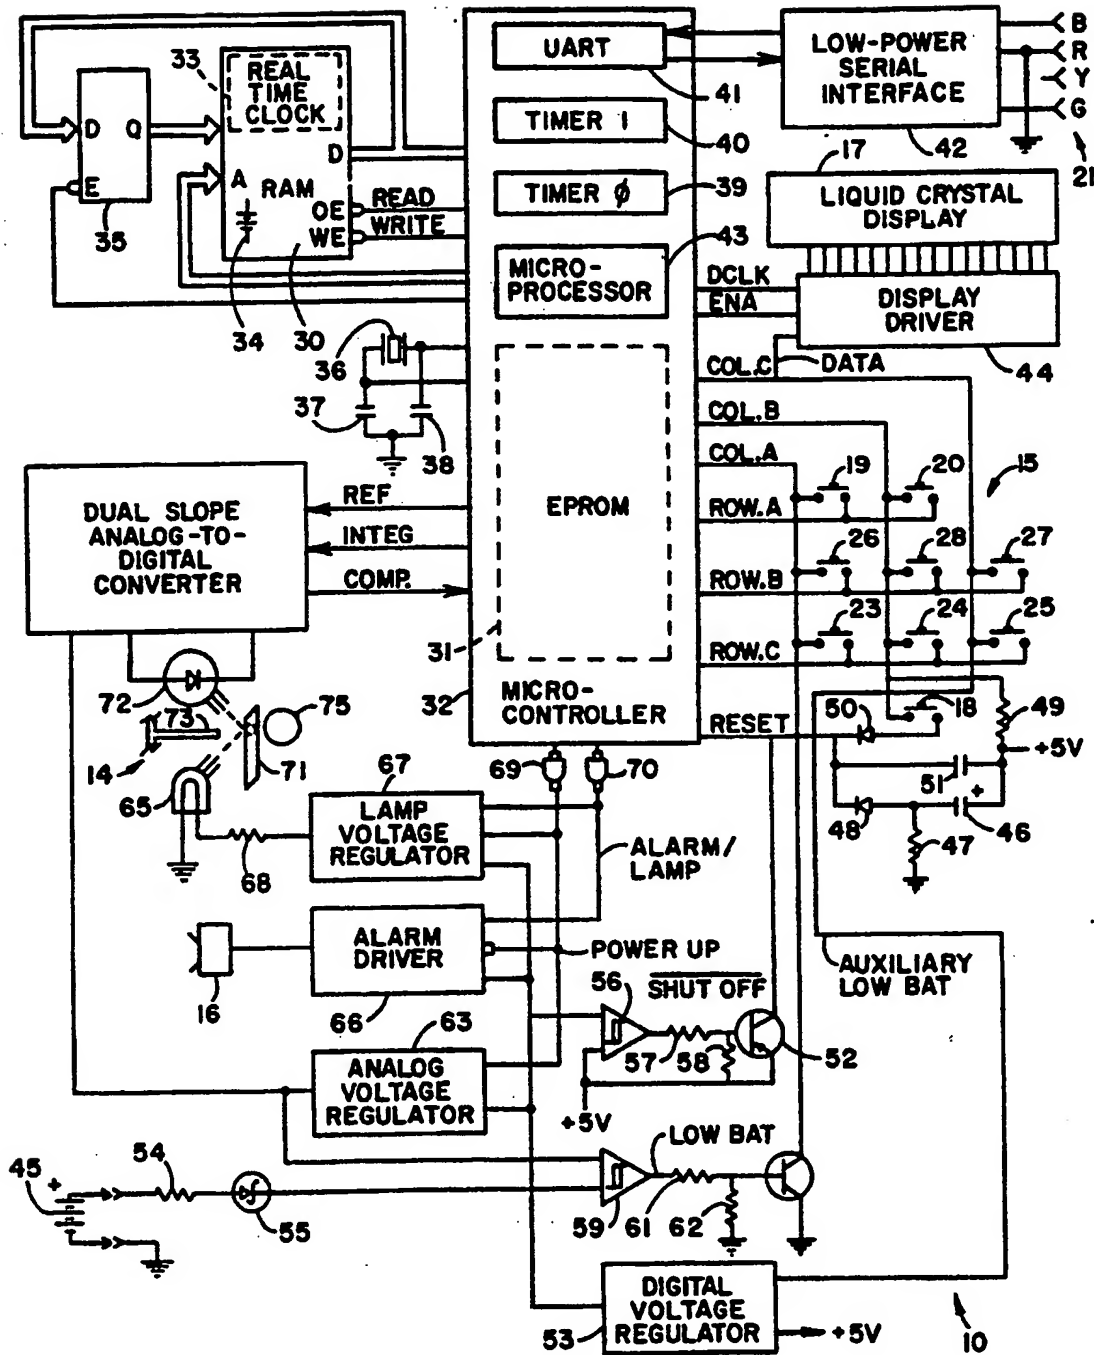 UART
41
TIMER 1
40
TIMER ϕ
39
43
MICRO-
PROCESSOR
EPROM
31
32
MICRO-
CONTROLLER
LOW-POWER
SERIAL
INTERFACE
42
B
R
Y
G
21
17
LIQUID CRYSTAL
DISPLAY
DISPLAY
DRIVER
44
DCLK
ENA
DATA
COL.C
COL.B
COL.A
ROW.A
ROW.B
ROW.C
RESET
33
REAL
TIME
CLOCK
D
Q
E
35
D
A
RAM
OE
WE
READ
WRITE
34
30
36
37
38
DUAL SLOPE
ANALOG-TO-
DIGITAL
CONVERTER
REF
INTEG
COMP.
19
20
15
26
28
27
23
24
25
50
18
49
+5V
51
+
48
47
46
72
73
75
14
71
65
68
67
LAMP
VOLTAGE
REGULATOR
69
70
ALARM/
LAMP
16
ALARM
DRIVER
66
POWER UP
AUXILIARY
LOW BAT
63
ANALOG
VOLTAGE
REGULATOR
56
SHUT OFF
57
58
52
+5V
LOW BAT
45
+
54
55
59
61
62
53
DIGITAL
VOLTAGE
REGULATOR
+5V
10